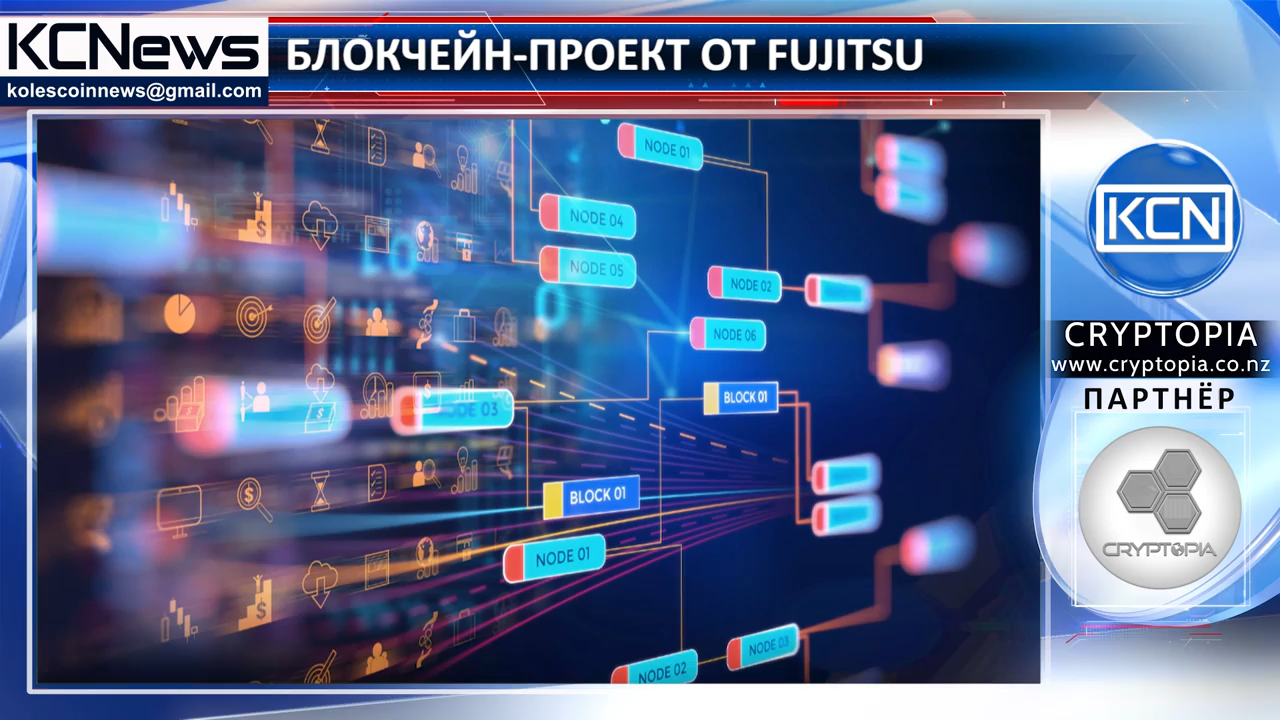 KCNews
kolescoinnews@gmail.com
БЛОКЧЕЙН-ПРОЕКТ ОТ FUJITSU
NODE 01
NODE 04
NODE 05
NODE 02
NODE 06
BLOCK 01
NODE 03
BLOCK 01
NODE 01
NODE 03
NODE 02
KCN
CRYPTOPIA
www.cryptopia.co.nz
ПАРТНЁР
CRYPTOPIA